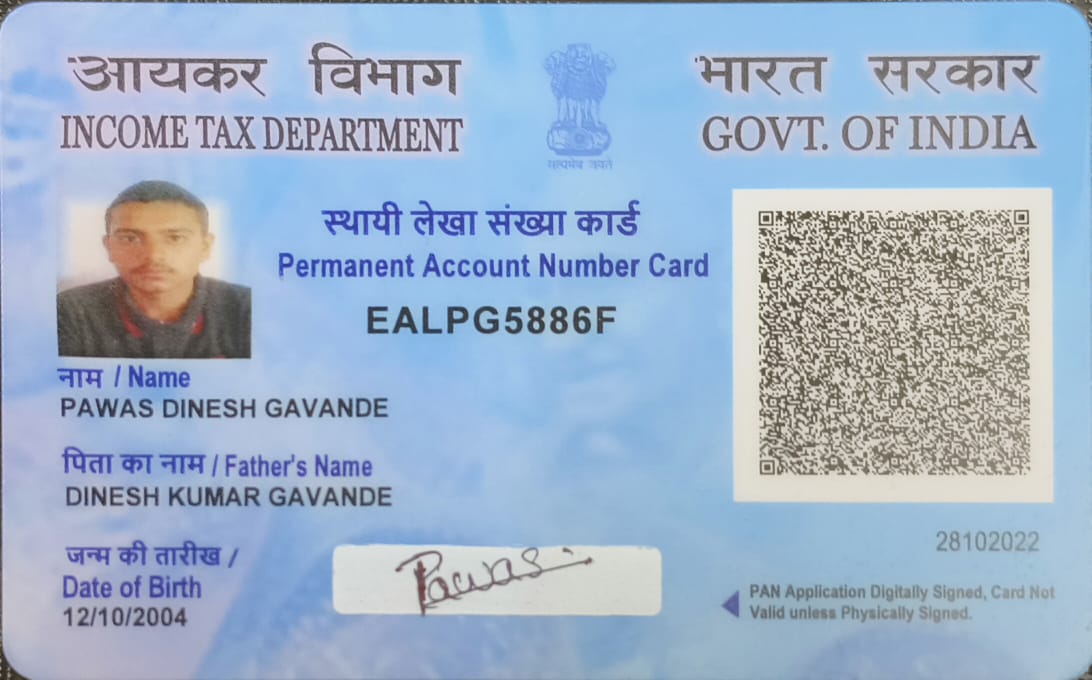 आयकर विभाग
INCOME TAX DEPARTMENT
सत्यमेव जयते
भारत सरकार
GOVT. OF INDIA
स्थायी लेखा संख्या कार्ड
Permanent Account Number Card
EALPG5886F
नाम / Name
PAWAS DINESH GAVANDE
पिता का नाम / Father's Name
DINESH KUMAR GAVANDE
जन्म की तारीख /
Date of Birth
12/10/2004
Pawas
28102022
PAN Application Digitally Signed, Card Not
Valid unless Physically Signed.